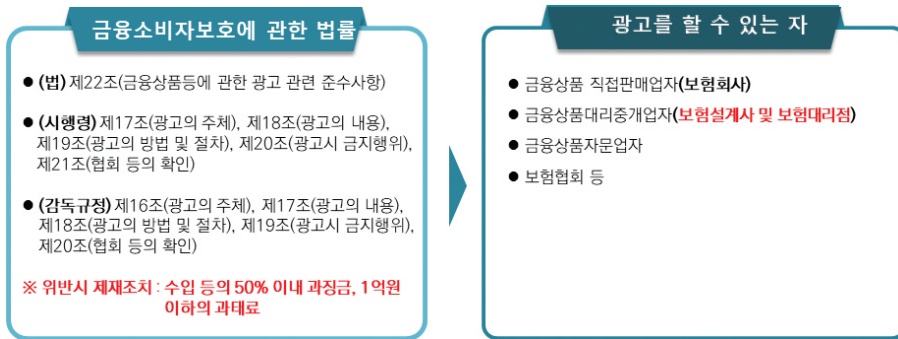 금융소비자보호에 관한 법률
● (법) 제22조(금융상품등에 관한 광고 관련 준수사항)
● (시행령) 제17조(광고의 주체), 제18조(광고의 내용),
제19조(광고의 방법 및 절차), 제20조(광고시 금지행위),
제21조(협회 등의 확인)
● (감독규정) 제16조(광고의 주체), 제17조(광고의 내용),
제18조(광고의 방법 및 절차), 제19조(광고시 금지행위),
제20조(협회 등의 확인)
※ 위반시 제재조치 : 수입 등의 50% 이내 과징금, 1억원
이하의 과태료
광고를 할 수 있는 자
● 금융상품 직접판매업자(보험회사)
● 금융상품대리중개업자(보험설계사 및 보험대리점)
● 금융상품자문업자
● 보험협회 등